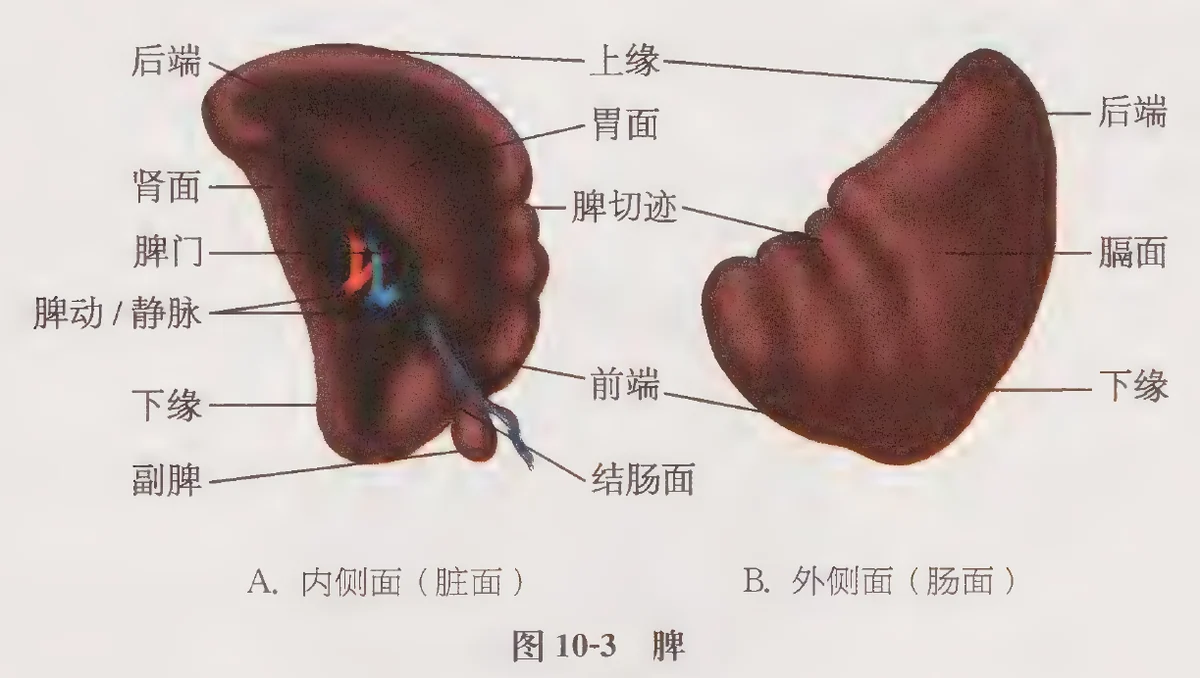 后端
上缘
后端
胃面
肾面
脾切迹
脾门
膈面
脾动/静脉
前端
下缘
下缘
副脾
结肠面
A. 内侧面（脏面）
B. 外侧面（肠面）
图 10-3 脾